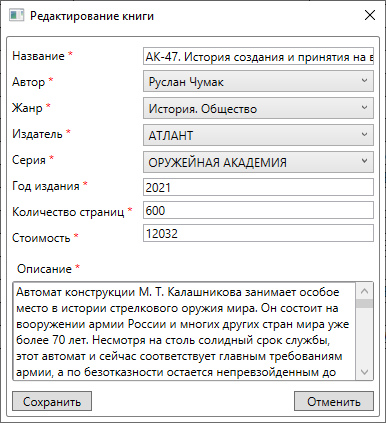 Редактирование книги
Название * АК-47. История создания и принятия на в
Автор * Руслан Чумак
Жанр * История. Общество
Издатель * АТЛАНТ
Серия * ОРУЖЕЙНАЯ АКАДЕМИЯ
Год издания * 2021
Количество страниц * 600
Стоимость * 12032
Описание *
Автомат конструкции М. Т. Калашникова занимает особое
место в истории стрелкового оружия мира. Он состоит на
вооружении армии России и многих других стран мира уже
более 70 лет. Несмотря на столь солидный срок службы,
этот автомат и сейчас соответствует главным требованиям
армии, а по безотказности остается непревзойденным до
Сохранить Отменить